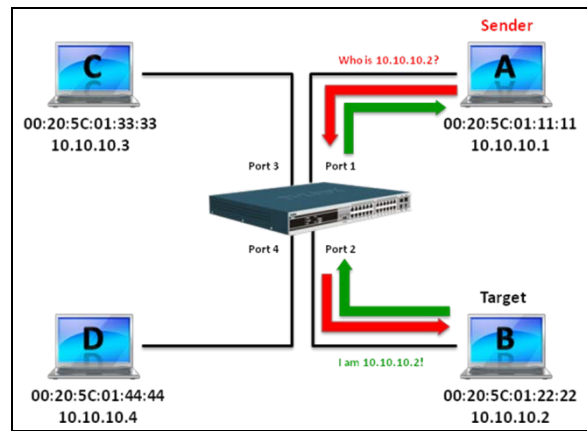 Sender
C
Who is 10.10.10.2?
A
00:20:5C:01:33:33
10.10.10.3
00:20:5C:01:11:11
10.10.10.1
Port 3
Port 1
Port 4
Port 2
Target
D
I am 10.10.10.2!
B
00:20:5C:01:44:44
10.10.10.4
00:20:5C:01:22:22
10.10.10.2